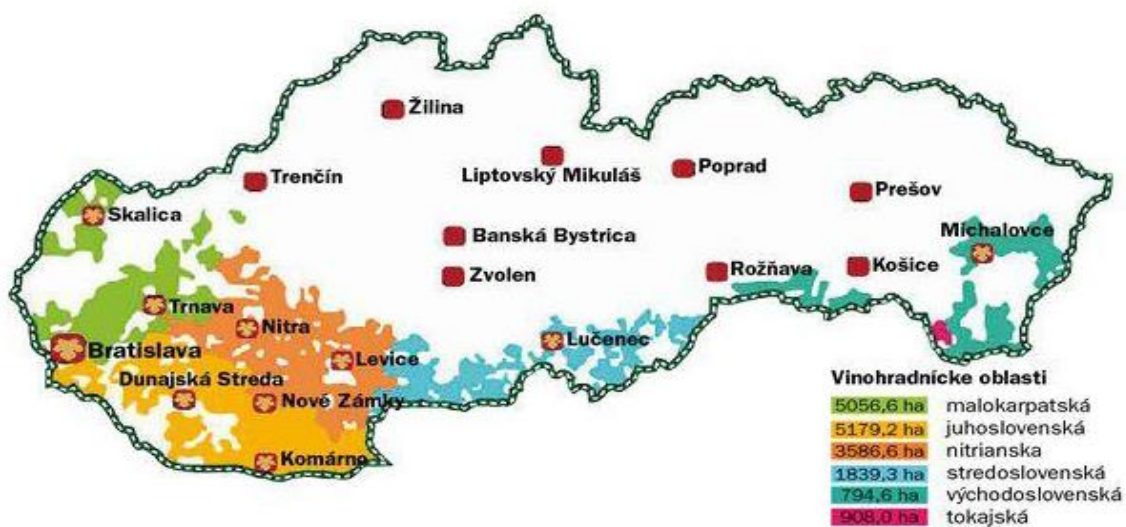 Žilina
Liptovský Mikuláš
Poprad
Trenčín
Prešov
Skalica
Banská Bystrica
Michalovce
Zvolen
Rožňava
Košice
Trnava
Nitra
Lučenec
Bratislava
Levice
Dunajská Streda
Nové Zámky
Komárno
Vinohradnícke oblasti
5056,6 ha malokarpatská
5179,2 ha juhoslovenská
3586,6 ha nitrianska
1839,3 ha stredoslovenská
794,6 ha východoslovenská
908,0 ha tokajská